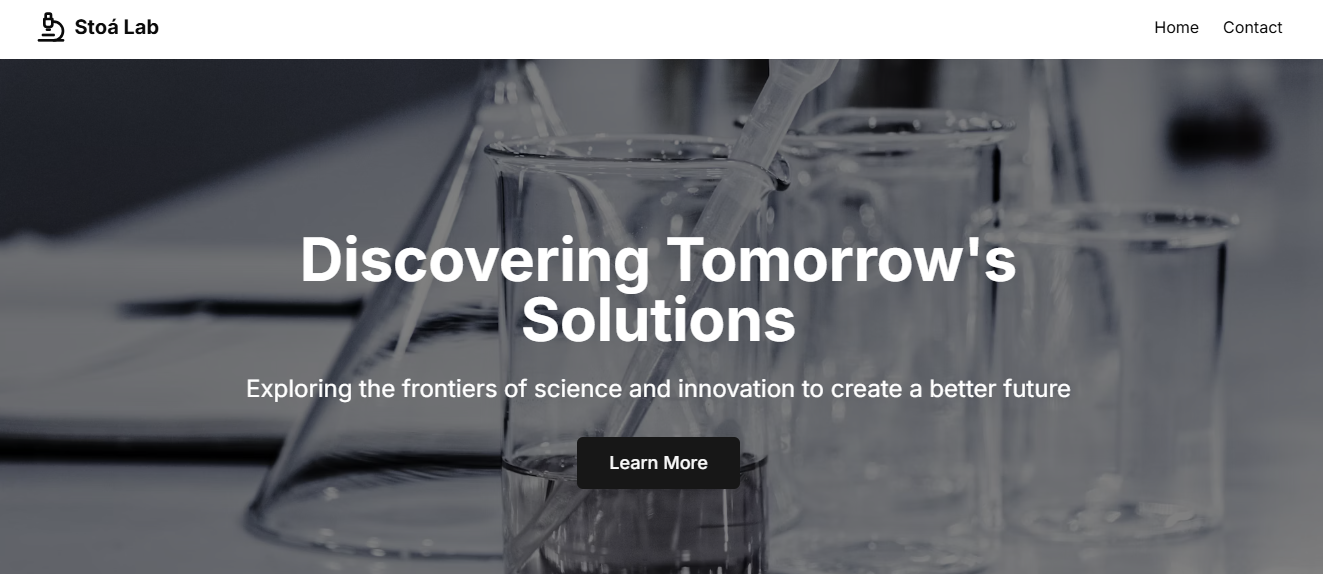 Stoá Lab
Home Contact
Discovering Tomorrow's
Solutions
Exploring the frontiers of science and innovation to create a better future
Learn More